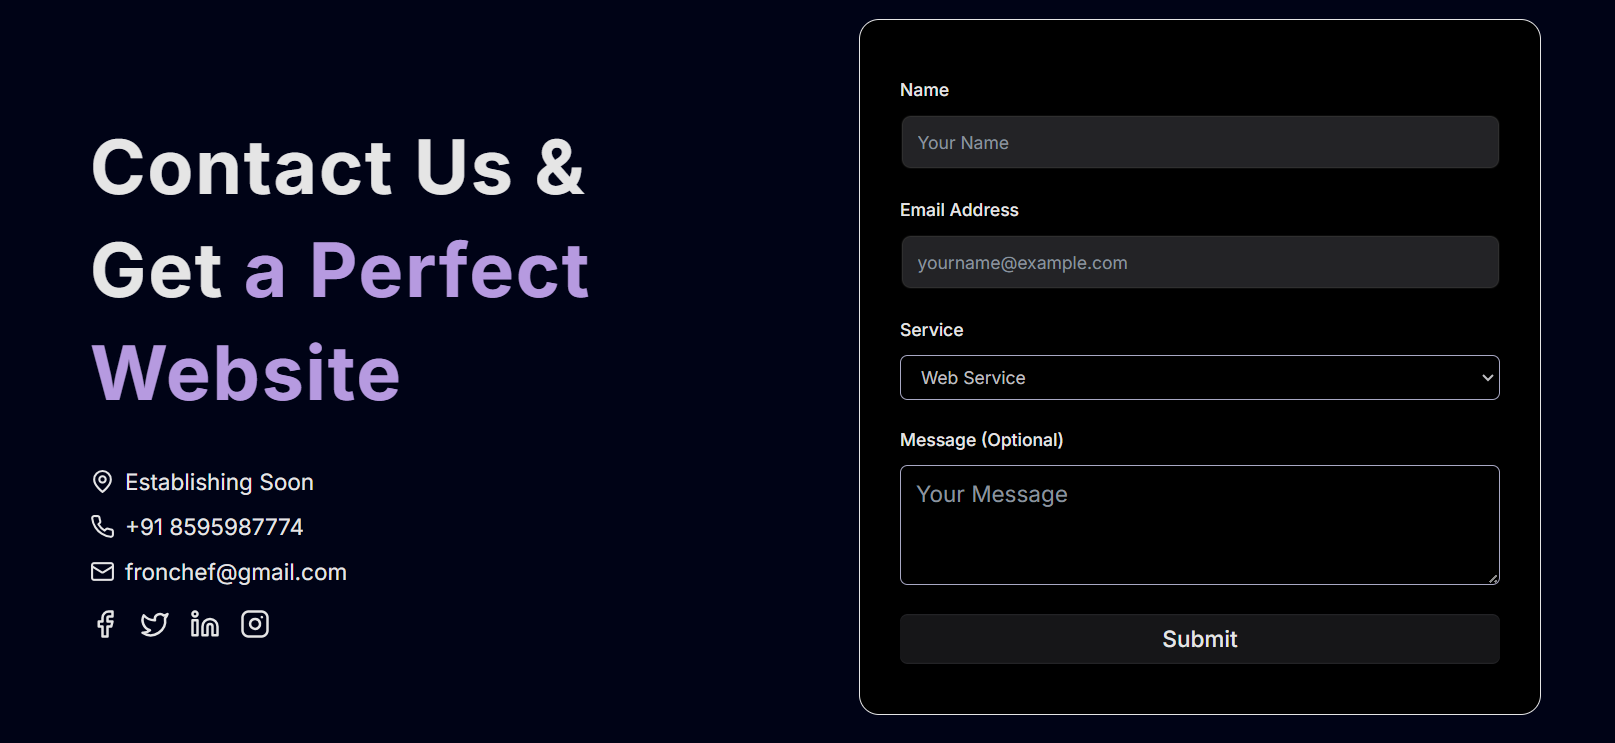 Contact Us &
Get a Perfect
Website
Establishing Soon
+91 8595987774
fronchef@gmail.com
Name
Your Name
Email Address
yourname@example.com
Service
Web Service
Message (Optional)
Your Message
Submit